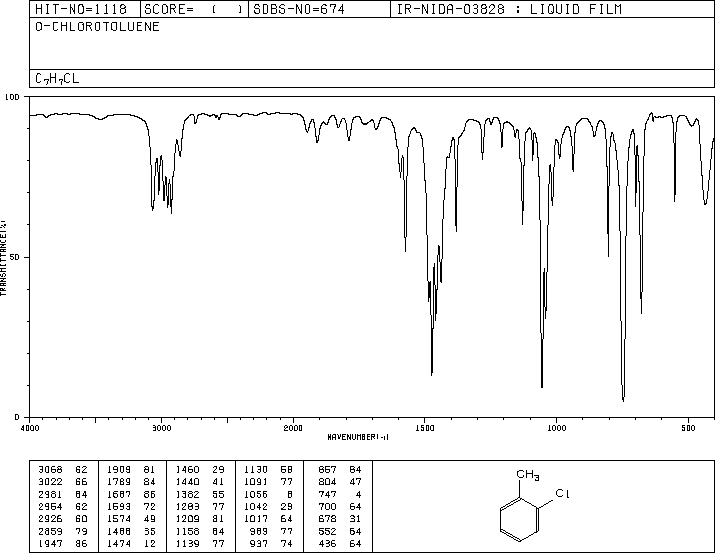 HIT-NO=1118 SCORE= ( ) SDBS-NO=674 IR-NIDA-03828 : LIQUID FILM
O-CHLOROTOLUENE
C7H7CL
100
50
0
TRANSMITTANCE(%)
4000 3000 2000 1500 1000 500
WAVENUMBER(-1)
3068 62 1909 81 1460 29 1130 58 857 84
3022 66 1789 84 1440 41 1091 77 804 47
2981 64 1687 86 1382 55 1056 8 747 4
2954 62 1593 72 1283 77 1042 29 700 64
2926 60 1574 49 1209 81 1017 64 678 31
2859 79 1488 35 1158 84 989 77 552 64
1947 86 1474 12 1139 77 937 74 436 64
CH3
Cl